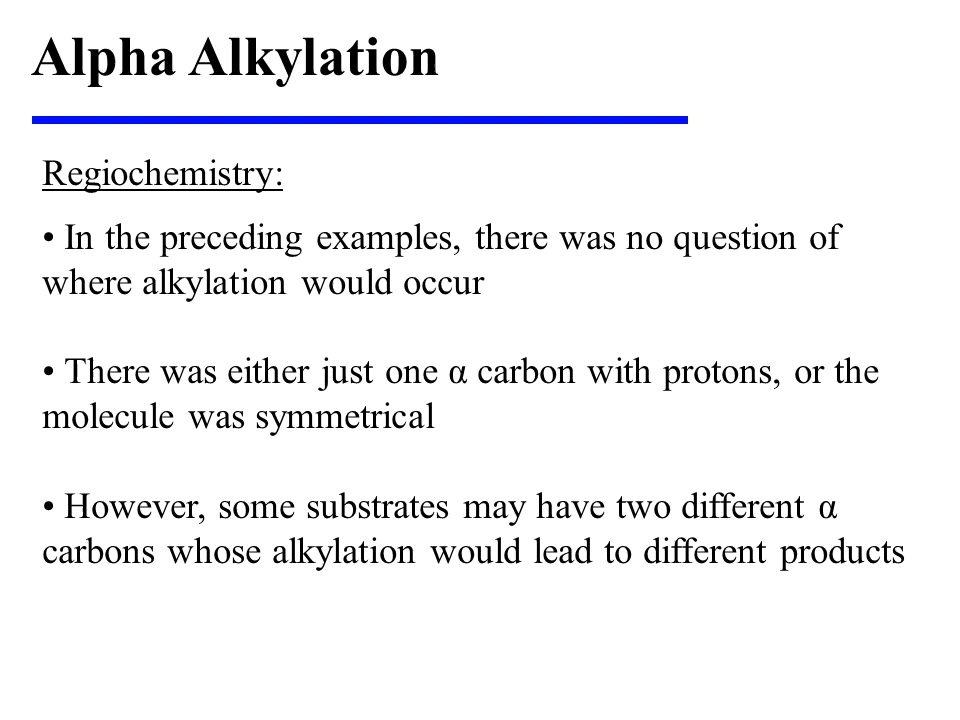 Alpha Alkylation
Regiochemistry:
• In the preceding examples, there was no question of
where alkylation would occur
• There was either just one α carbon with protons, or the
molecule was symmetrical
• However, some substrates may have two different α
carbons whose alkylation would lead to different products